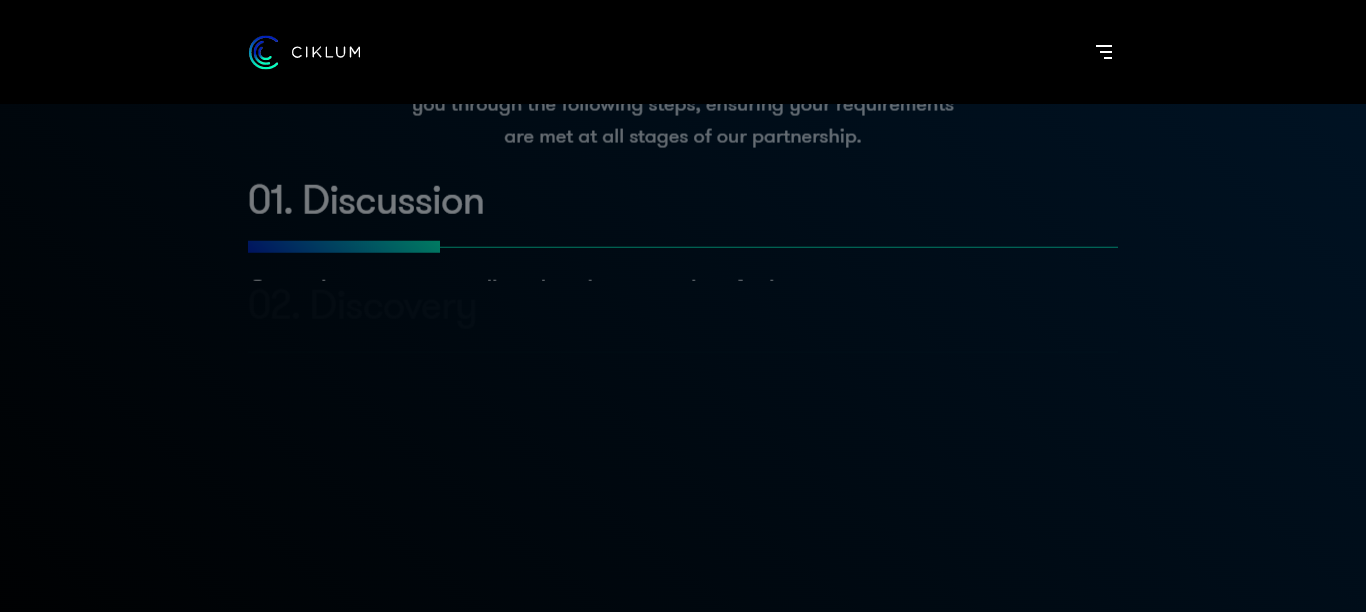 CIKLUM
you through the following steps, ensuring your requirements
are met at all stages of our partnership.
01. Discussion
02. Discovery